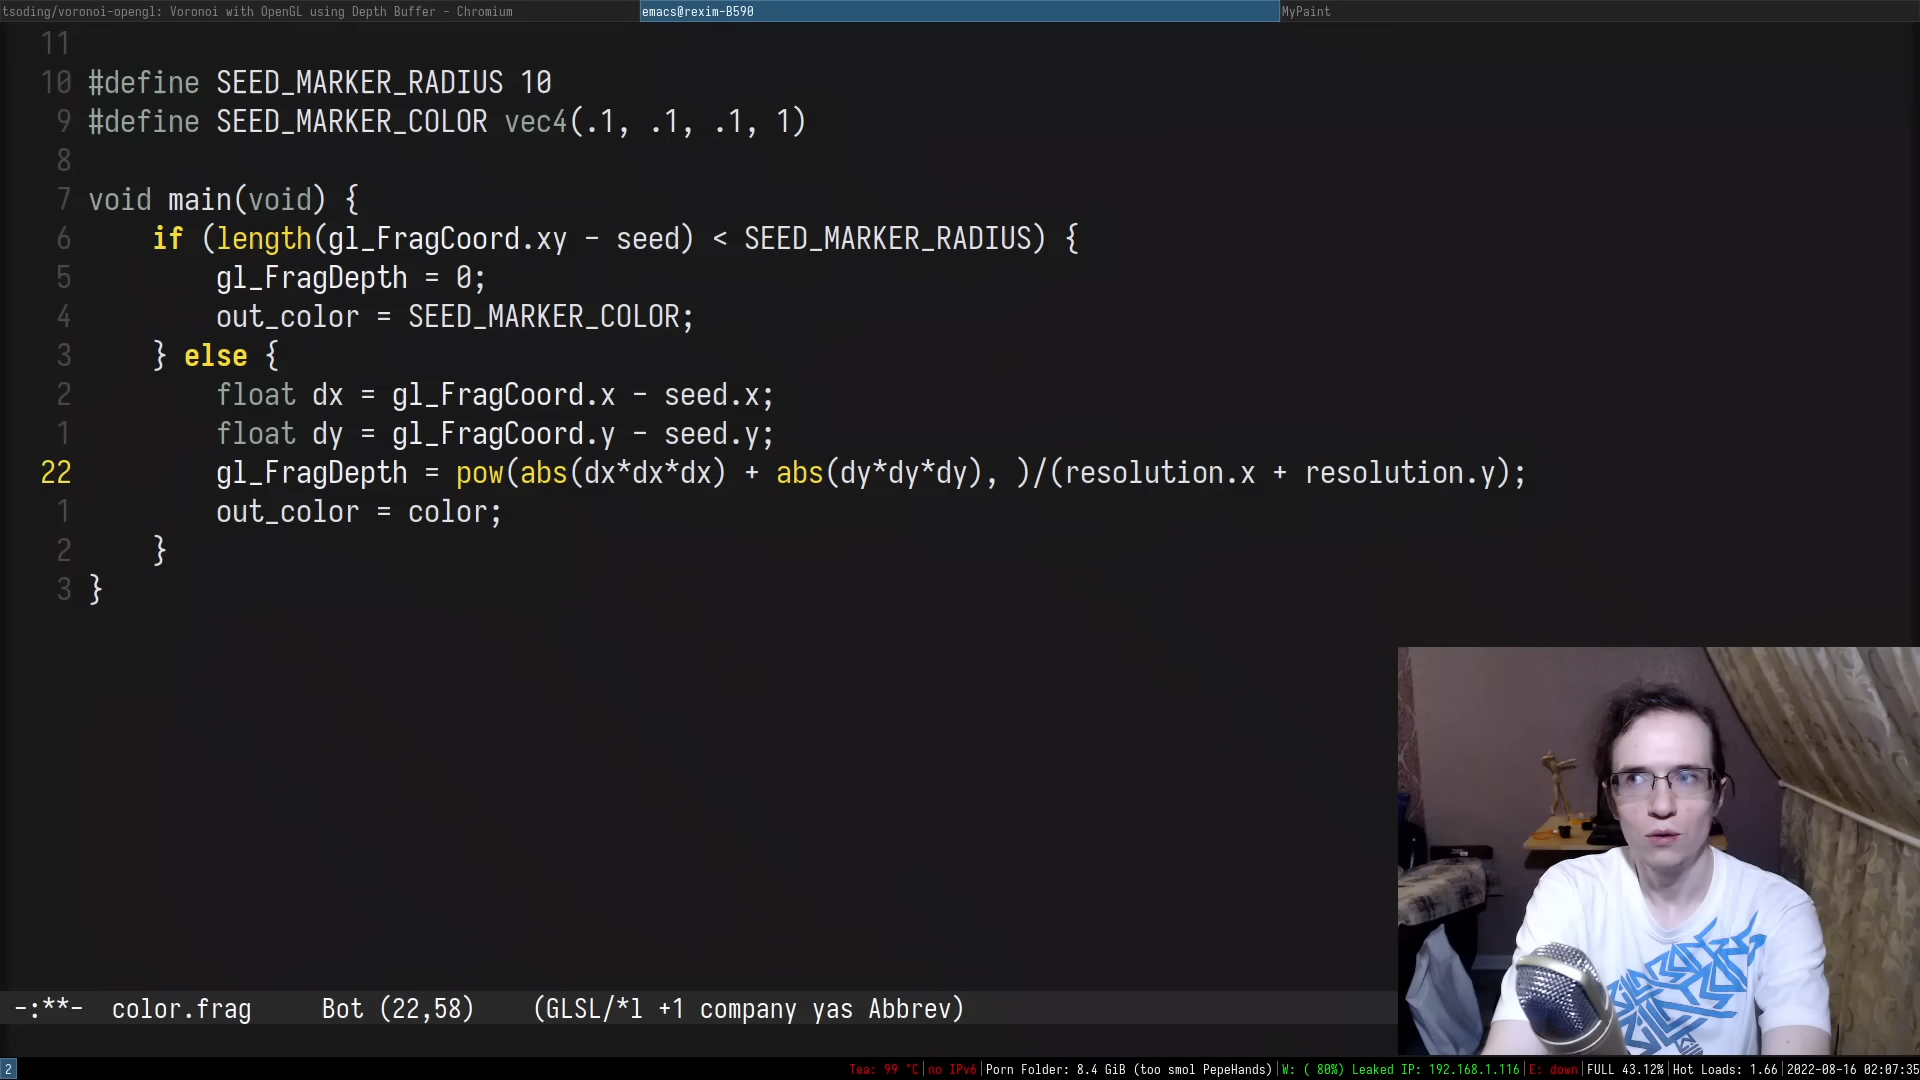 tsoding/voronoi-opengl: Voronoi with OpenGL using Depth Buffer - Chromium
emacs@rexim-B590
MyPaint
11
10 #define SEED_MARKER_RADIUS 10
9 #define SEED_MARKER_COLOR vec4(.1, .1, .1, 1)
8
7 void main(void) {
6 if (length(gl_FragCoord.xy - seed) < SEED_MARKER_RADIUS) {
5 gl_FragDepth = 0;
4 out_color = SEED_MARKER_COLOR;
3 } else {
2 float dx = gl_FragCoord.x - seed.x;
1 float dy = gl_FragCoord.y - seed.y;
22 gl_FragDepth = pow(abs(dx*dx*dx) + abs(dy*dy*dy), )/(resolution.x + resolution.y);
1 out_color = color;
2 }
3 }
-:**- color.frag Bot (22,58) (GLSL/*l +1 company yas Abbrev)
2
Tea: 99 °C|no IPv6|Porn Folder: 8.4 GiB (too smol PepeHands)|W: ( 80%) Leaked IP: 192.168.1.116|E: down|FULL 43.12%|Hot Loads: 1.66|2022-08-16 02:07:35